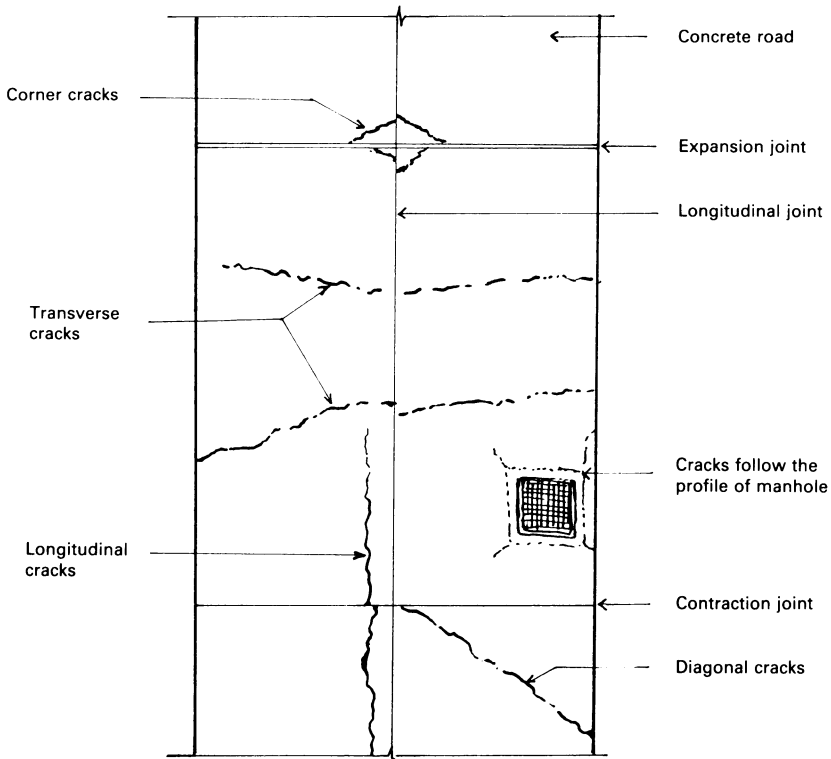 Concrete road
Corner cracks
Expansion joint
Longitudinal joint
Transverse
cracks
Cracks follow the
profile of manhole
Longitudinal
cracks
Contraction joint
Diagonal cracks